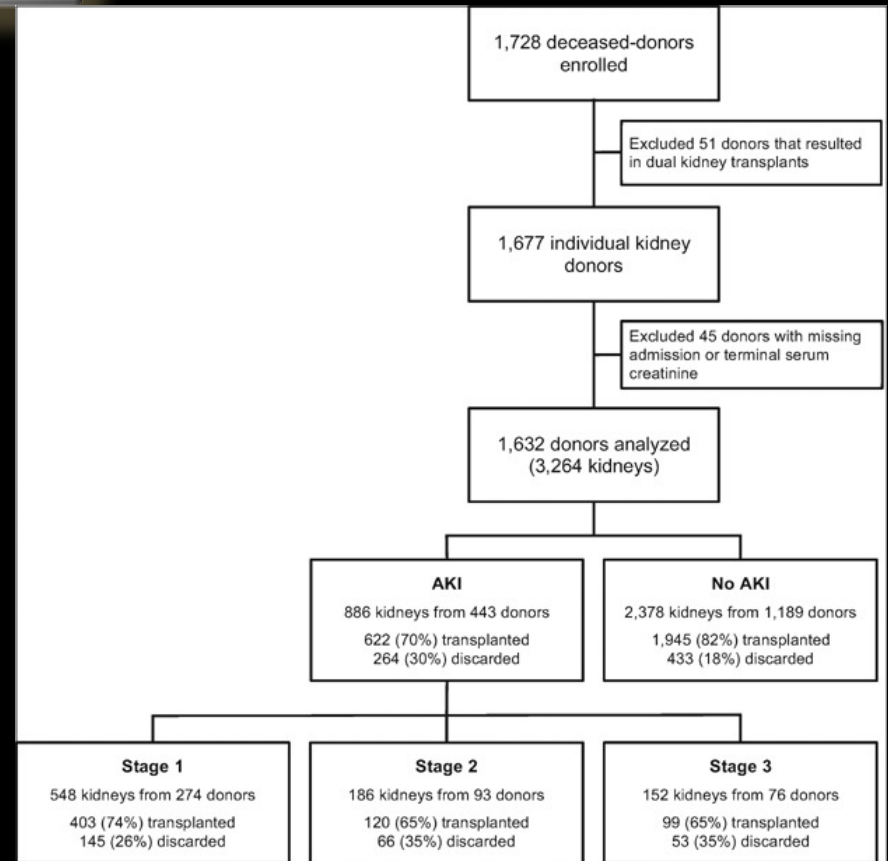 1,728 deceased-donors
enrolled
Excluded 51 donors that resulted
in dual kidney transplants
1,677 individual kidney
donors
Excluded 45 donors with missing
admission or terminal serum
creatinine
1,632 donors analyzed
(3,264 kidneys)
AKI
886 kidneys from 443 donors
622 (70%) transplanted
264 (30%) discarded
No AKI
2,378 kidneys from 1,189 donors
1,945 (82%) transplanted
433 (18%) discarded
Stage 1
548 kidneys from 274 donors
403 (74%) transplanted
145 (26%) discarded
Stage 2
186 kidneys from 93 donors
120 (65%) transplanted
66 (35%) discarded
Stage 3
152 kidneys from 76 donors
99 (65%) transplanted
53 (35%) discarded